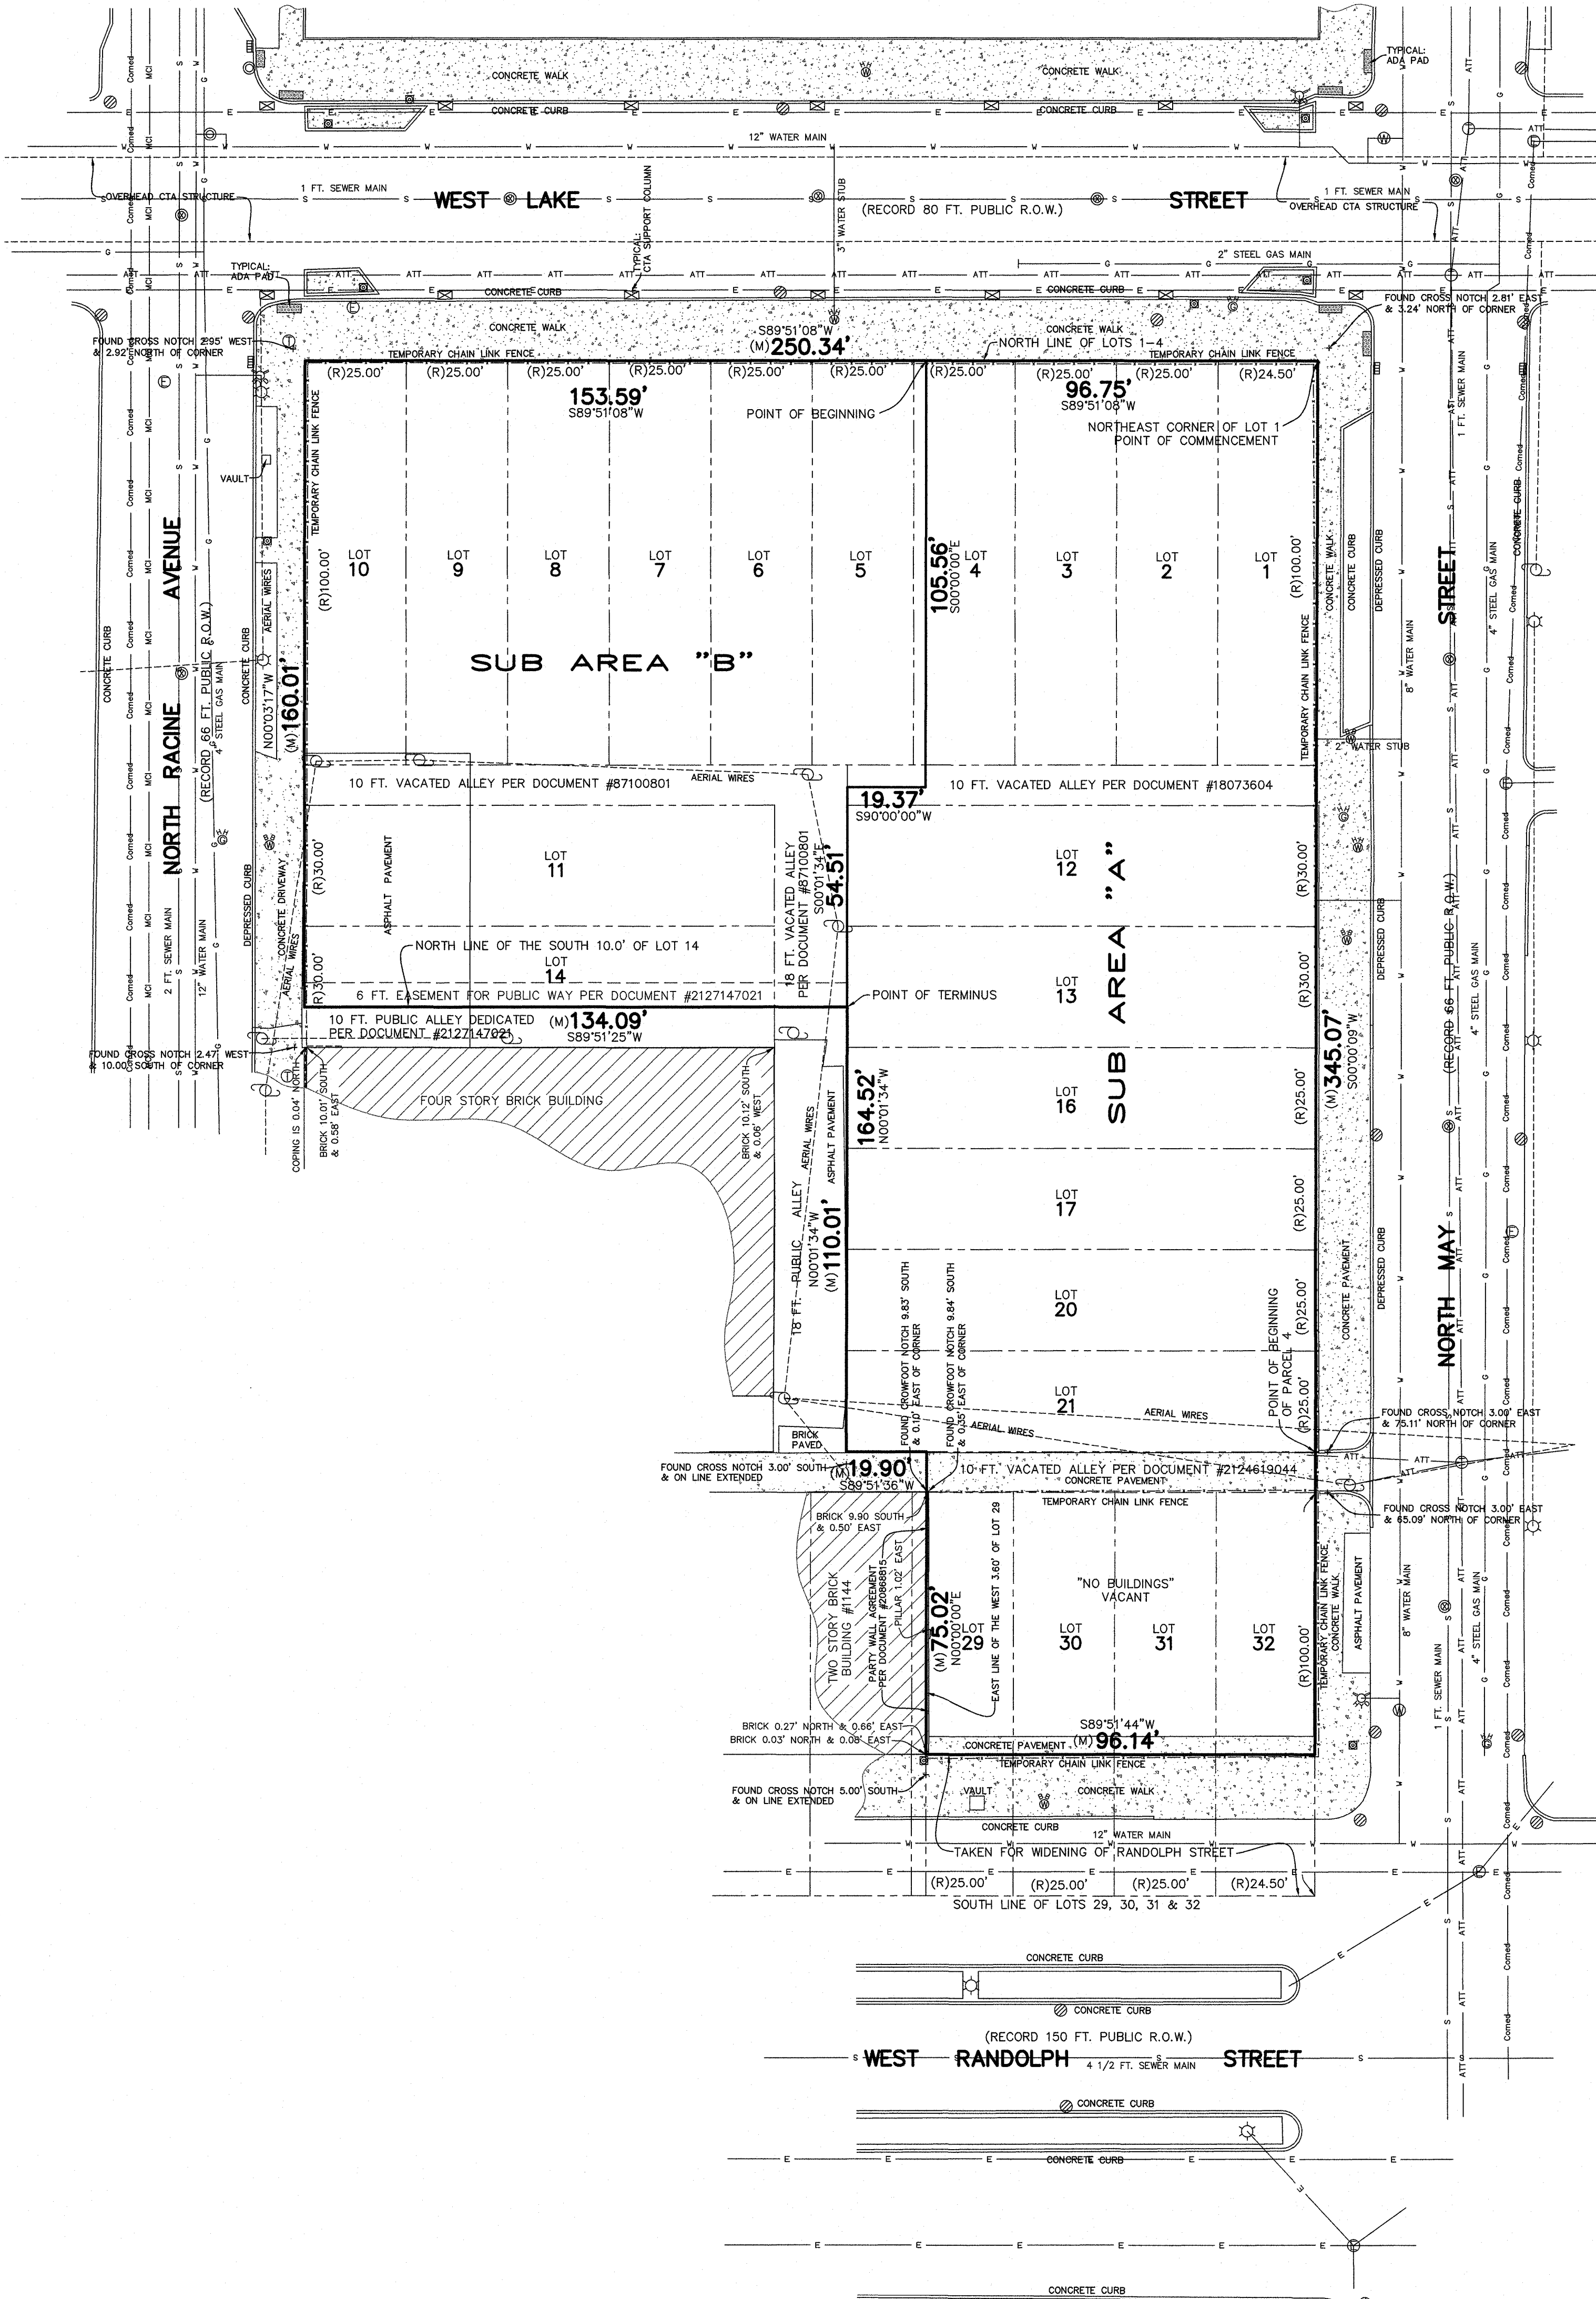 TYPICAL:
ADA PAD
CONCRETE WALK
CONCRETE WALK
CONCRETE CURB
CONCRETE CURB
12" WATER MAIN
OVERHEAD CTA STRUCTURE
1 FT. SEWER MAIN
WEST LAKE STREET
(RECORD 80 FT. PUBLIC R.O.W.)
1 FT. SEWER MAIN
OVERHEAD CTA STRUCTURE
TYPICAL:
CTA SUPPORT COLUMN
3" WATER STUB
2" STEEL GAS MAIN
TYPICAL:
ADA PAD
CONCRETE CURB
CONCRETE CURB
FOUND CROSS NOTCH 2.81' EAST
& 3.24' NORTH OF CORNER
FOUND CROSS NOTCH 2.95' WEST
& 2.92' NORTH OF CORNER
CONCRETE WALK
S89°51'08"W
(M)250.34'
CONCRETE WALK
NORTH LINE OF LOTS 1-4
TEMPORARY CHAIN LINK FENCE
TEMPORARY CHAIN LINK FENCE
(R)25.00'
(R)25.00'
(R)25.00'
(R)25.00'
(R)25.00'
(R)25.00'
(R)25.00'
(R)25.00'
(R)25.00'
(R)24.50'
153.59'
S89°51'08"W
96.75'
S89°51'08"W
POINT OF BEGINNING
NORTHEAST CORNER OF LOT 1
POINT OF COMMENCEMENT
VAULT
TEMPORARY CHAIN LINK FENCE
(R)100.00'
LOT
10
LOT
9
LOT
8
LOT
7
LOT
6
LOT
5
105.56'
S00°00'00"E
LOT
4
LOT
3
LOT
2
LOT
1
(R)100.00'
TEMPORARY CHAIN LINK FENCE
CONCRETE WALK
CONCRETE CURB
DEPRESSED CURB
8" WATER MAIN
1 FT. SEWER MAIN
4" STEEL GAS MAIN
CONCRETE CURB
CONCRETE CURB
NORTH RACINE AVENUE
(RECORD 66 FT. PUBLIC R.O.W.)
4" STEEL GAS MAIN
CONCRETE CURB
AERIAL WIRES
N00°03'17"W
(M)160.01'
SUB AREA "B"
2" WATER STUB
10 FT. VACATED ALLEY PER DOCUMENT #87100801
AERIAL WIRES
10 FT. VACATED ALLEY PER DOCUMENT #18073604
19.37'
S90°00'00"W
2 FT. SEWER MAIN
12" WATER MAIN
DEPRESSED CURB
CONCRETE DRIVEWAY
AERIAL WIRES
(R)30.00'
ASPHALT PAVEMENT
LOT
11
18 FT. VACATED ALLEY
PER DOCUMENT #87100801
S00°01'34"E
54.51'
LOT
12
(R)30.00'
SUB AREA "A"
NORTH LINE OF THE SOUTH 10.0' OF LOT 14
(R)30.00'
LOT
14
6 FT. EASEMENT FOR PUBLIC WAY PER DOCUMENT #2127147021
POINT OF TERMINUS
LOT
13
(R)30.00'
DEPRESSED CURB
10 FT. PUBLIC ALLEY DEDICATED
PER DOCUMENT #2127147021
(M)134.09'
S89°51'25"W
FOUND CROSS NOTCH 2.47' WEST
& 10.00' SOUTH OF CORNER
COPING IS 0.04' NORTH
BRICK 10.01' SOUTH
& 0.58' EAST
FOUR STORY BRICK BUILDING
BRICK 10.12' SOUTH
& 0.06' WEST
AERIAL WIRES
ASPHALT PAVEMENT
164.52'
N00°01'34"W
LOT
16
(R)25.00'
(M)345.07'
S00°00'09"W
NORTH MAY STREET
(RECORD 66 FT. PUBLIC R.O.W.)
4" STEEL GAS MAIN
18 FT. PUBLIC ALLEY
N00°01'34"W
(M)110.01'
LOT
17
(R)25.00'
CONCRETE PAVEMENT
DEPRESSED CURB
FOUND CROWFOOT NOTCH 9.83' SOUTH
& 0.10' EAST OF CORNER
FOUND CROWFOOT NOTCH 9.84' SOUTH
& 0.35' EAST OF CORNER
LOT
20
(R)25.00'
POINT OF BEGINNING
OF PARCEL 4
LOT
21
(R)25.00'
AERIAL WIRES
AERIAL WIRES
FOUND CROSS NOTCH 3.00' EAST
& 75.11' NORTH OF CORNER
BRICK
PAVED
FOUND CROSS NOTCH 3.00' SOUTH
& ON LINE EXTENDED
(M)19.90'
S89°51'36"W
10 FT. VACATED ALLEY PER DOCUMENT #2124619044
CONCRETE PAVEMENT
TEMPORARY CHAIN LINK FENCE
FOUND CROSS NOTCH 3.00' EAST
& 65.09' NORTH OF CORNER
BRICK 9.90 SOUTH
& 0.50' EAST
TWO STORY BRICK
BUILDING #1144
PARTY WALL AGREEMENT
PER DOCUMENT #20868815
PILLAR 1.02' EAST
(M)75.02'
N00°00'00"E
EAST LINE OF THE WEST 3.60' OF LOT 29
"NO BUILDINGS"
VACANT
LOT
29
LOT
30
LOT
31
LOT
32
(R)100.00'
TEMPORARY CHAIN LINK FENCE
CONCRETE WALK
ASPHALT PAVEMENT
8" WATER MAIN
1 FT. SEWER MAIN
4" STEEL GAS MAIN
BRICK 0.27' NORTH & 0.66' EAST
BRICK 0.03' NORTH & 0.08' EAST
S89°51'44"W
CONCRETE PAVEMENT
(M)96.14'
TEMPORARY CHAIN LINK FENCE
FOUND CROSS NOTCH 5.00' SOUTH
& ON LINE EXTENDED
VAULT
CONCRETE WALK
CONCRETE CURB
12" WATER MAIN
TAKEN FOR WIDENING OF RANDOLPH STREET
(R)25.00'
(R)25.00'
(R)25.00'
(R)24.50'
SOUTH LINE OF LOTS 29, 30, 31 & 32
CONCRETE CURB
CONCRETE CURB
(RECORD 150 FT. PUBLIC R.O.W.)
WEST RANDOLPH STREET
4 1/2 FT. SEWER MAIN
CONCRETE CURB
CONCRETE CURB
CONCRETE CURB